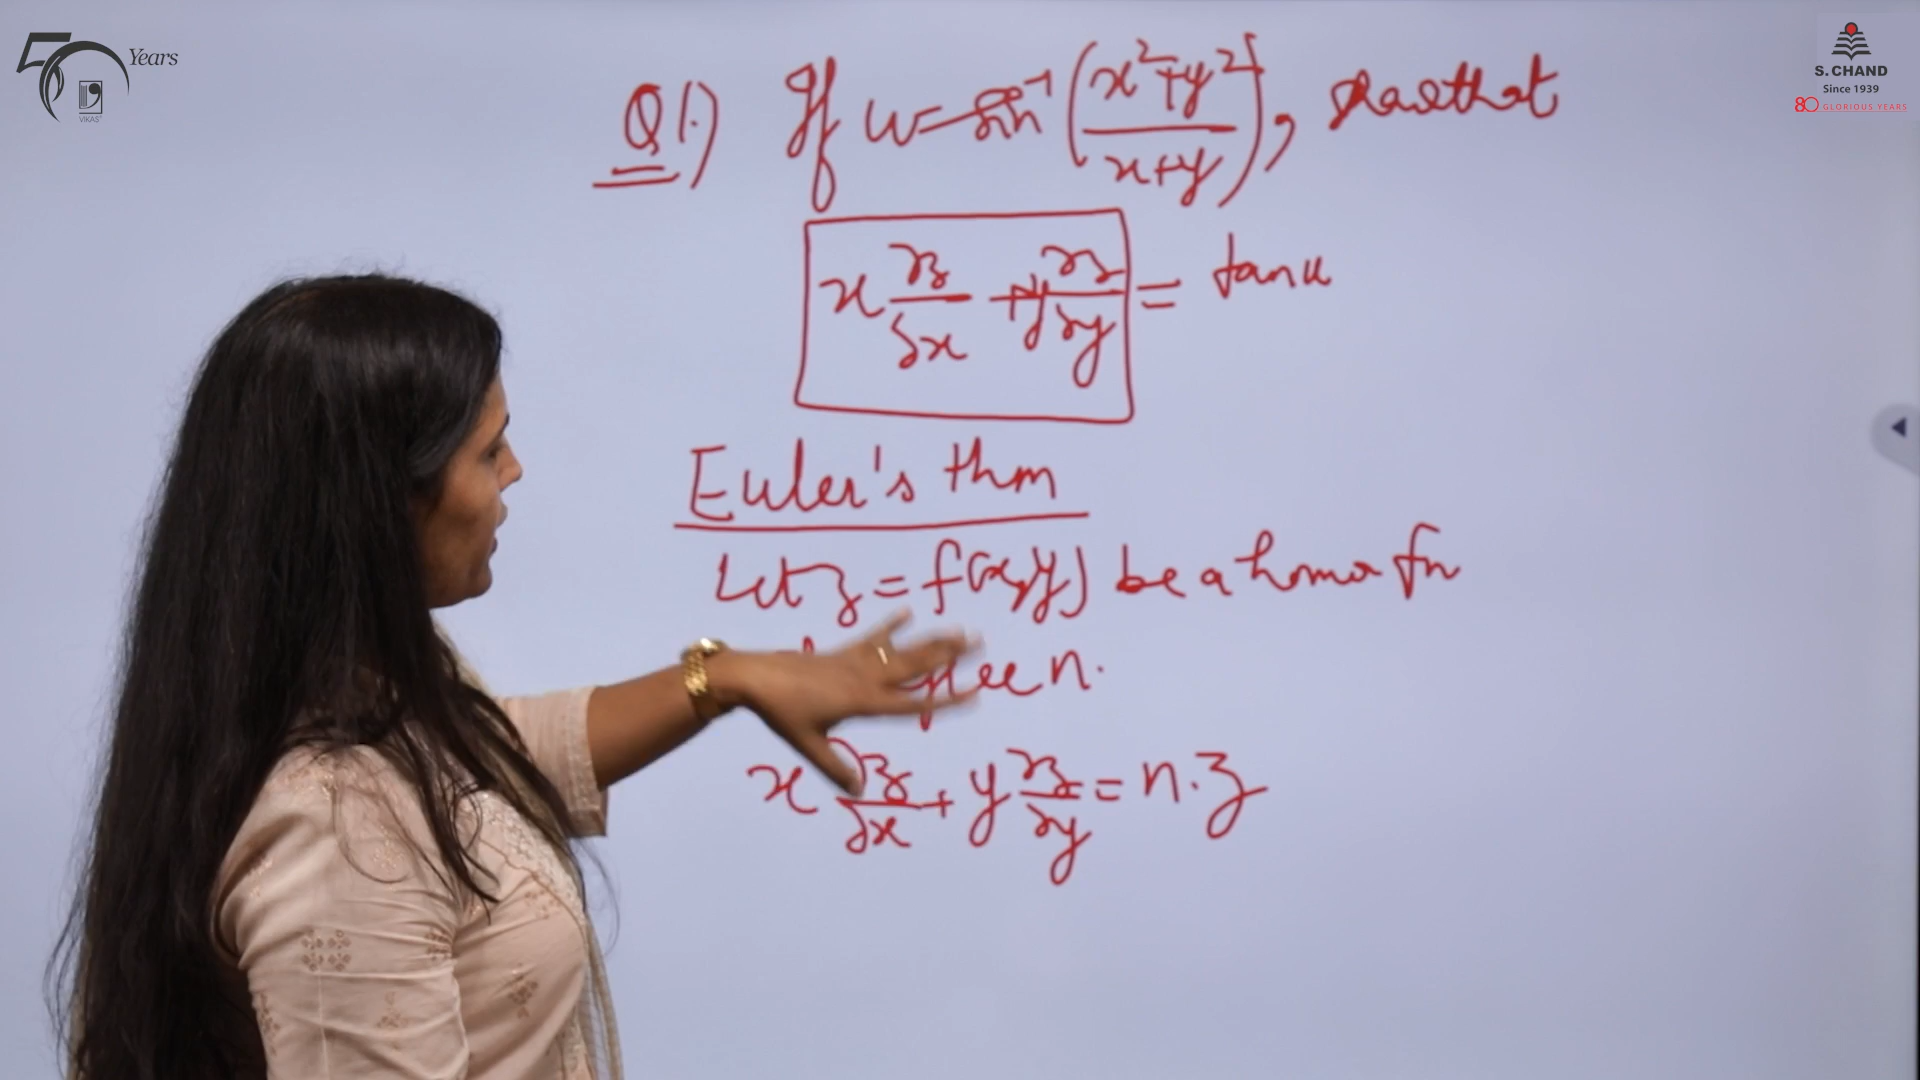 50 Years
VIKAS®
S. CHAND
Since 1939
80 GLORIOUS YEARS
Q1.) If u = sin⁻¹ (x²+y² / x+y), show that
x ∂z/∂x + y ∂z/∂y = tan u
Euler's thm
Let z = f(x,y) be a homo fn
n.
x ∂z/∂x + y ∂z/∂y = n.z